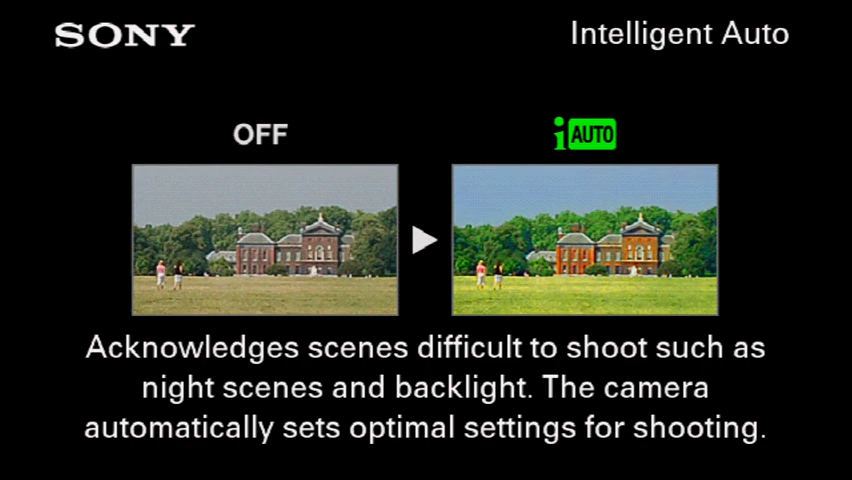 SONY
Intelligent Auto
OFF
iAUTO
Acknowledges scenes difficult to shoot such as
night scenes and backlight. The camera
automatically sets optimal settings for shooting.